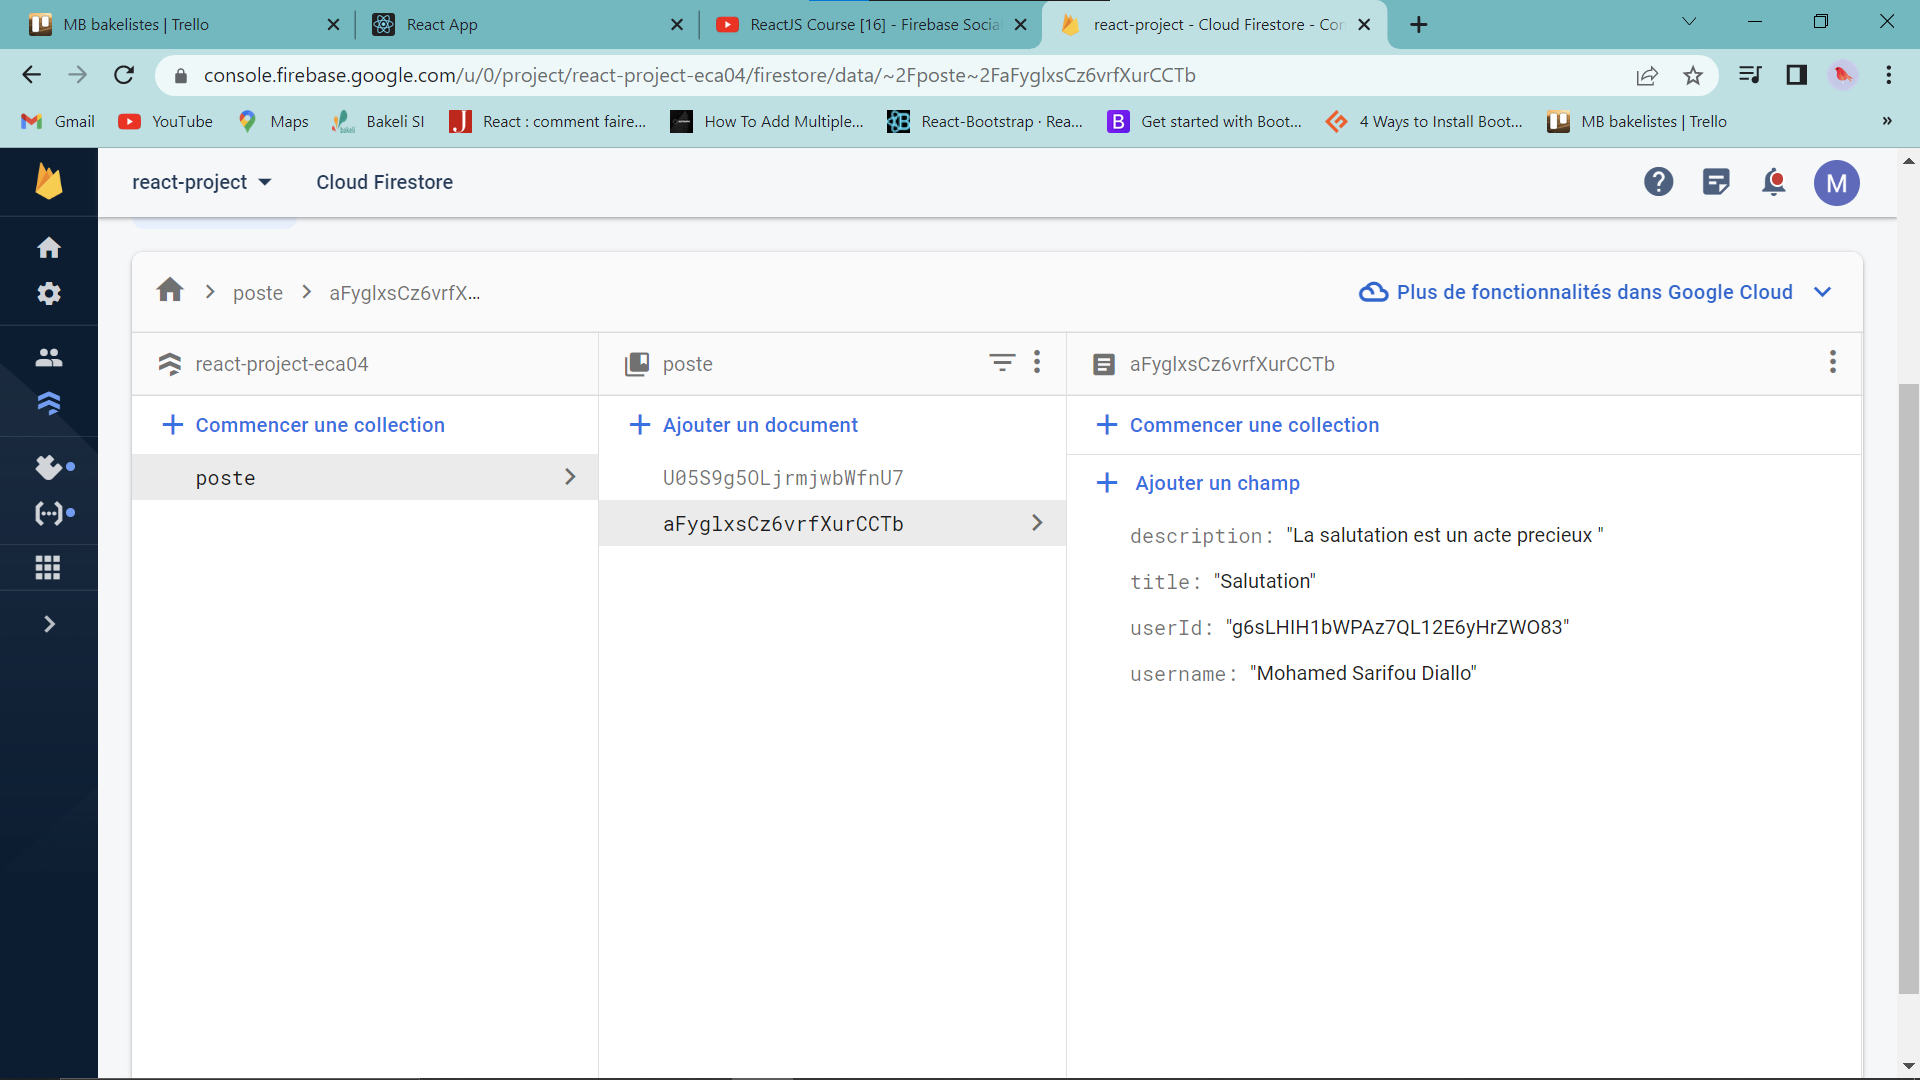 MB bakelistes | Trello
React App
ReactJS Course [16] - Firebase Socia
react-project - Cloud Firestore - Con
console.firebase.google.com/u/0/project/react-project-eca04/firestore/data/~2Fposte~2FaFyglxsCz6vrfXurCCTb
Gmail
YouTube
Maps
Bakeli SI
React : comment faire...
How To Add Multiple...
React-Bootstrap · Rea...
Get started with Boot...
4 Ways to Install Boot...
MB bakelistes | Trello
»
react-project
Cloud Firestore
M
poste
aFyglxsCz6vrfX...
Plus de fonctionnalités dans Google Cloud
react-project-eca04
poste
aFyglxsCz6vrfXurCCTb
Commencer une collection
Ajouter un document
Commencer une collection
poste
U05S9g5OLjrmjwbWfnU7
aFyglxsCz6vrfXurCCTb
Ajouter un champ
description: "La salutation est un acte precieux "
title: "Salutation"
userId: "g6sLHIH1bWPAz7QL12E6yHrZWO83"
username: "Mohamed Sarifou Diallo"